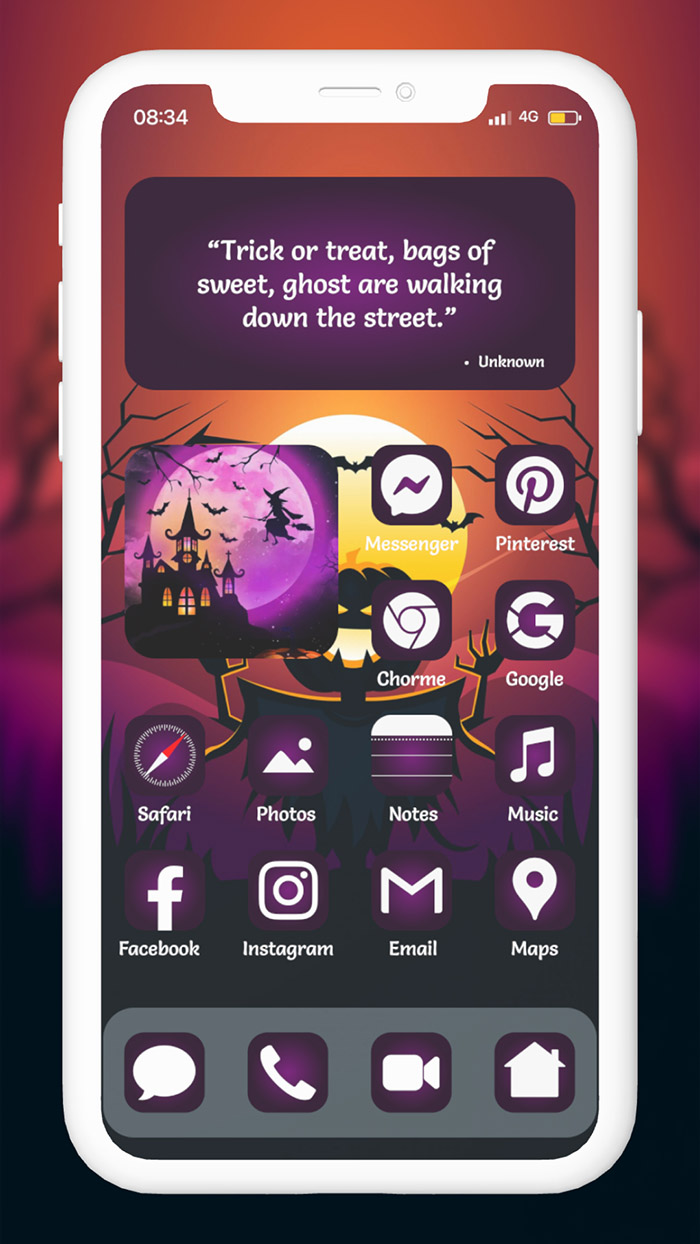 08:34
4G
“Trick or treat, bags of
sweet, ghost are walking
down the street.”
• Unknown
Messenger
Pinterest
Chorme
Google
Safari
Photos
Notes
Music
Facebook
Instagram
Email
Maps